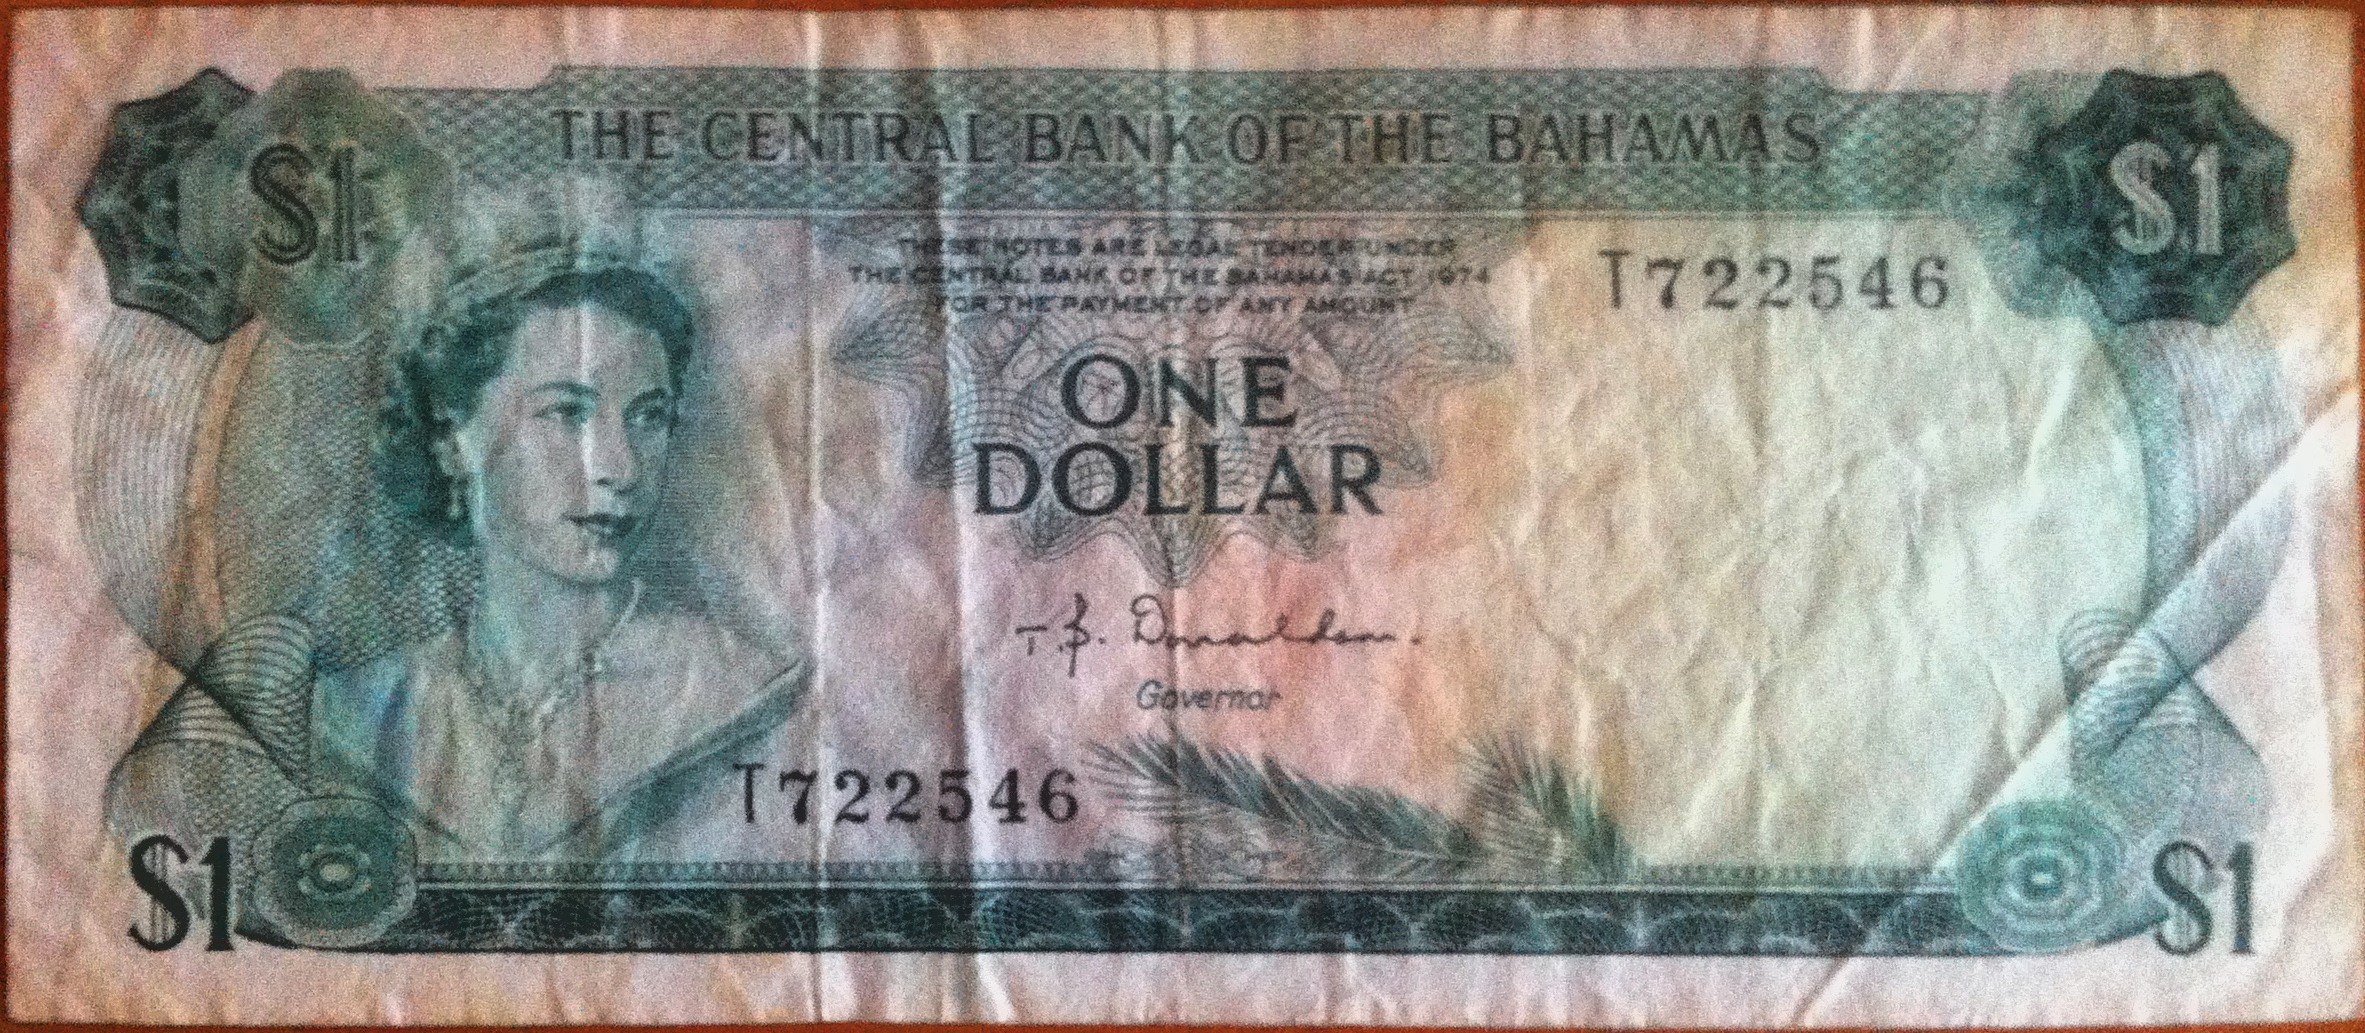 THE CENTRAL BANK OF THE BAHAMAS
$1
$1
THESE NOTES ARE LEGAL TENDER UNDER
THE CENTRAL BANK OF THE BAHAMAS ACT 1974
FOR THE PAYMENT OF ANY AMOUNT
T722546
ONE
DOLLAR
T.B. Donaldson.
Governor
T722546
$1
$1